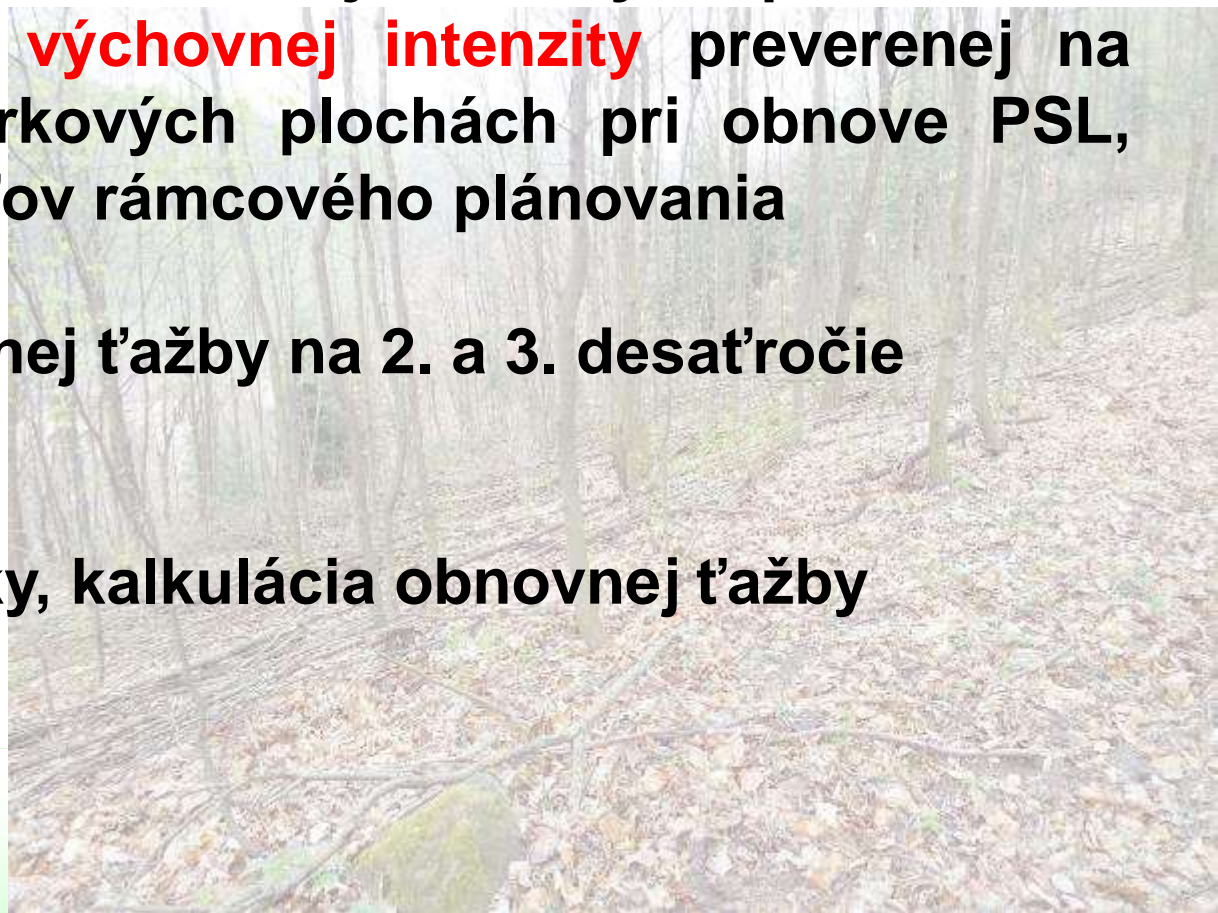 výchovnej intenzity preverenej na
rkových plochách pri obnove PSL,
ov rámcového plánovania
nej ťažby na 2. a 3. desaťročie
y, kalkulácia obnovnej ťažby